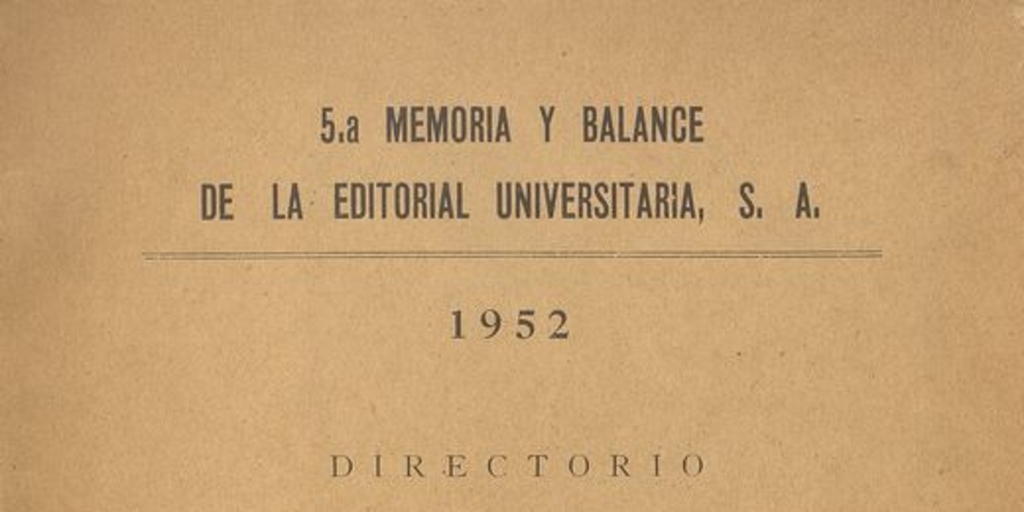 5.a MEMORIA Y BALANCE
DE LA EDITORIAL UNIVERSITARIA, S. A.
1952
DIRECTORIO